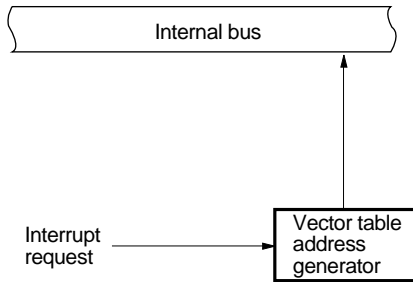 Internal bus
Interrupt
request
Vector table
address
generator